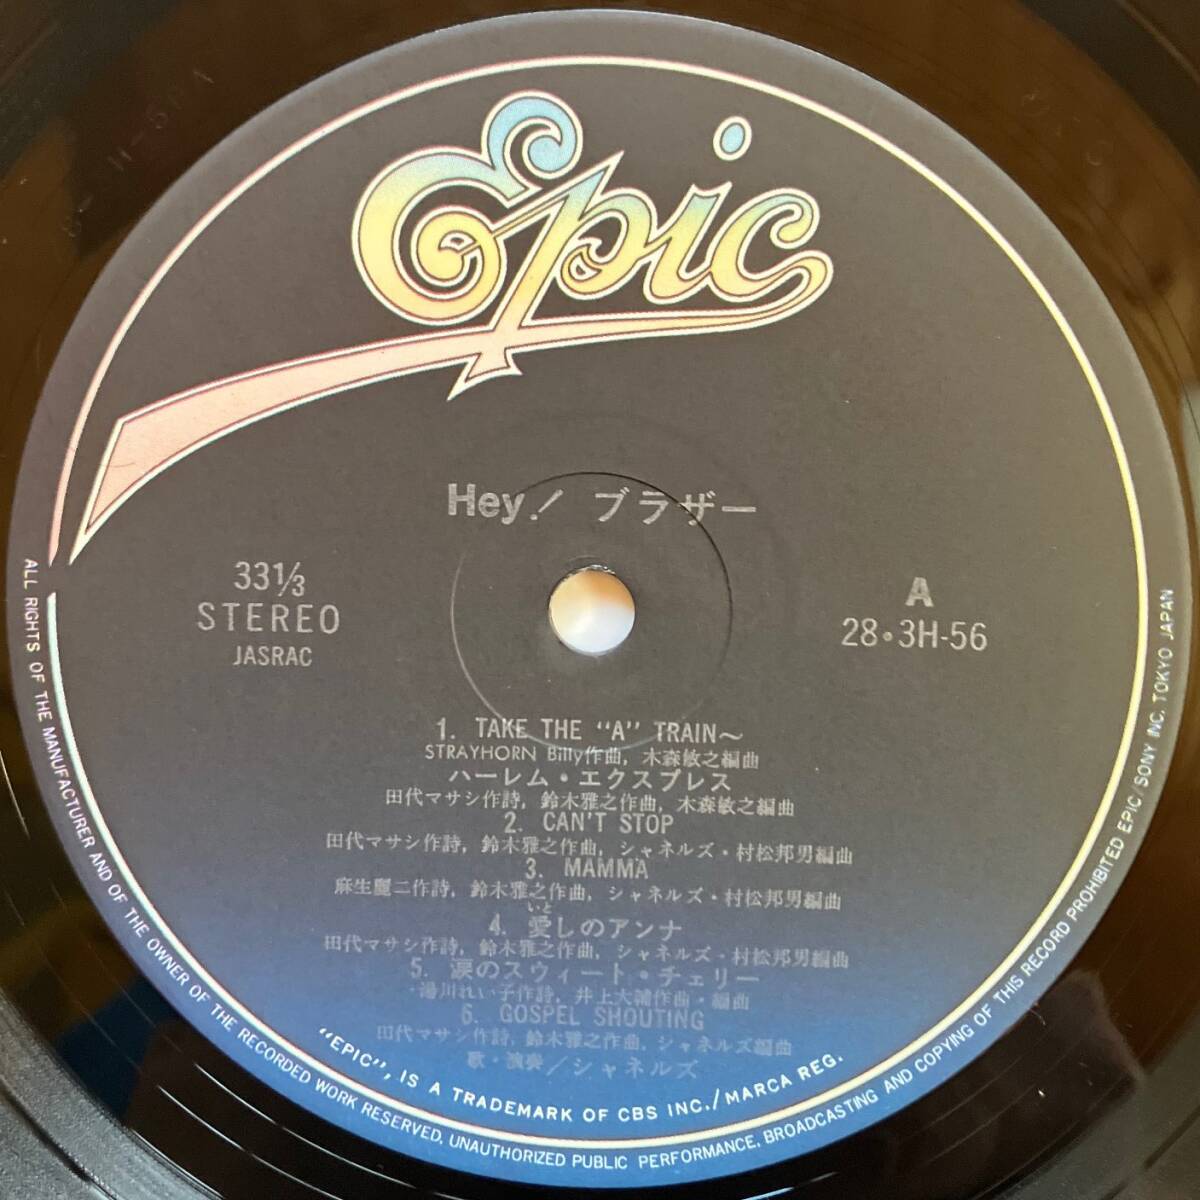 Epic
Hey! ブラザー
33⅓
STEREO
JASRAC
A
28・3H-56
1. TAKE THE “A” TRAIN～
STRAYHORN Billy作曲, 木森敏之編曲
ハーレム・エクスプレス
田代マサシ作詩, 鈴木雅之作曲, 木森敏之編曲
2. CAN'T STOP
田代マサシ作詩, 鈴木雅之作曲, シャネルズ・村松邦男編曲
3. MAMMA
麻生麗二作詩, 鈴木雅之作曲, シャネルズ・村松邦男編曲
いと
4. 愛しのアンナ
田代マサシ作詩, 鈴木雅之作曲, シャネルズ・村松邦男編曲
5. 涙のスウィート・チェリー
湯川れい子作詩, 井上大輔作曲・編曲
6. GOSPEL SHOUTING
田代マサシ作詩, 鈴木雅之作曲, シャネルズ編曲
歌・演奏／シャネルズ
“EPIC”, IS A TRADEMARK OF CBS INC./MARCA REG.
ALL RIGHTS OF THE MANUFACTURER AND OF THE OWNER OF THE RECORDED WORK RESERVED. UNAUTHORIZED PUBLIC PERFORMANCE, BROADCASTING AND COPYING OF THIS RECORD PROHIBITED EPIC/SONY INC. TOKYO JAPAN